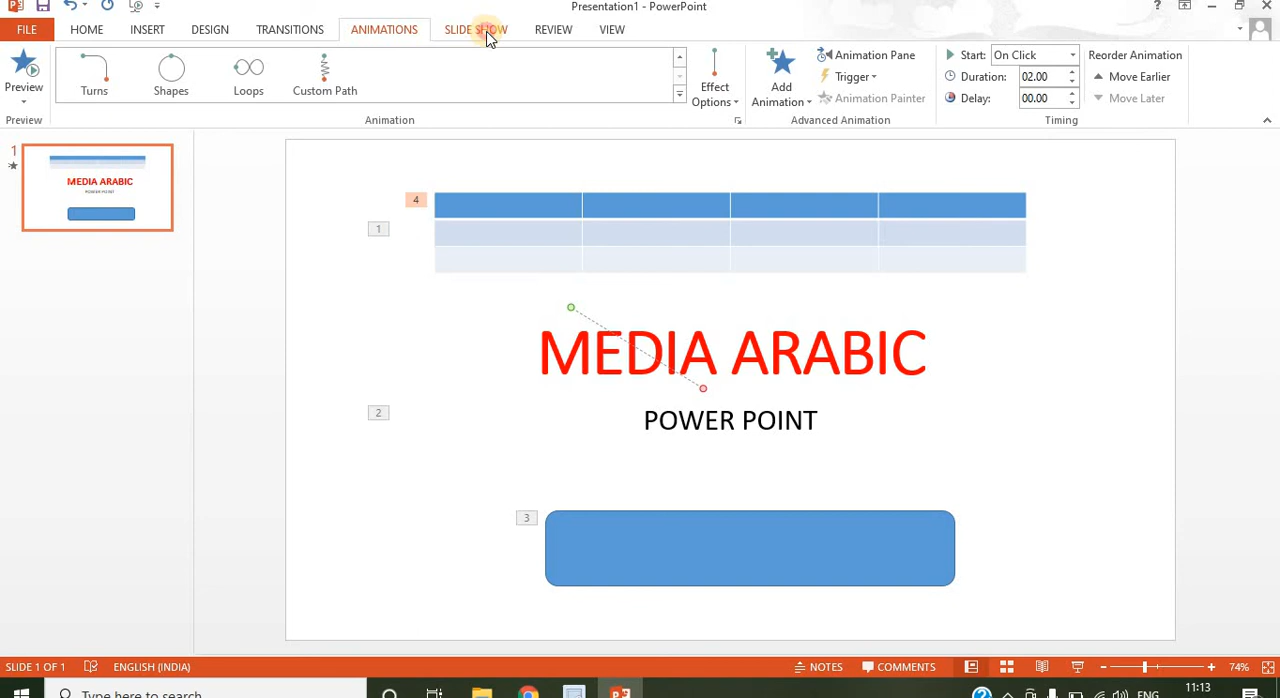 Presentation1 - PowerPoint
?
FILE HOME INSERT DESIGN TRANSITIONS ANIMATIONS SLIDE SHOW REVIEW VIEW
Preview
Turns
Shapes
Loops
Custom Path
Effect
Options
Add
Animation
Animation Pane
Trigger
Animation Painter
Start: On Click
Duration: 02.00
Delay: 00.00
Reorder Animation
Move Earlier
Move Later
Preview
Animation
Advanced Animation
Timing
1
MEDIA ARABIC
POWER POINT
4
1
MEDIA ARABIC
2
POWER POINT
3
SLIDE 1 OF 1
ENGLISH (INDIA)
NOTES
COMMENTS
74%
Type here to search
ENG
11:13